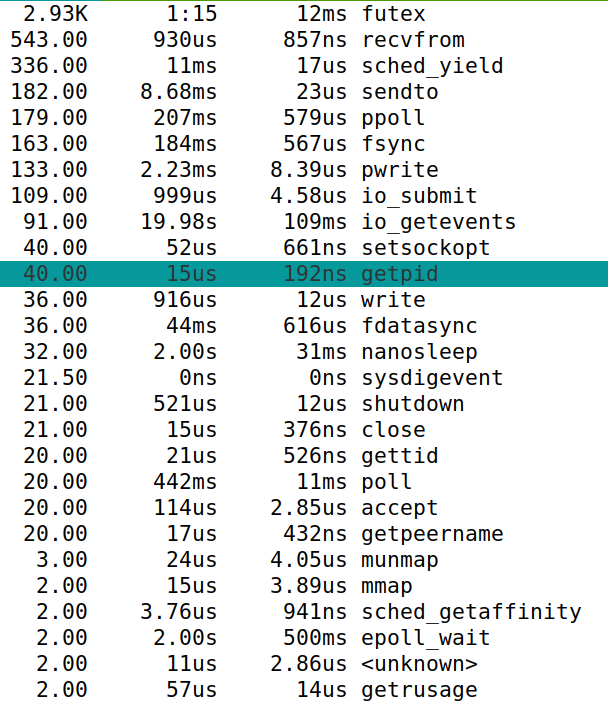 2.93K 1:15 12ms futex
543.00 930us 857ns recvfrom
336.00 11ms 17us sched_yield
182.00 8.68ms 23us sendto
179.00 207ms 579us ppoll
163.00 184ms 567us fsync
133.00 2.23ms 8.39us pwrite
109.00 999us 4.58us io_submit
91.00 19.98s 109ms io_getevents
40.00 52us 661ns setsockopt
40.00 15us 192ns getpid
36.00 916us 12us write
36.00 44ms 616us fdatasync
32.00 2.00s 31ms nanosleep
21.50 0ns 0ns sysdigevent
21.00 521us 12us shutdown
21.00 15us 376ns close
20.00 21us 526ns gettid
20.00 442ms 11ms poll
20.00 114us 2.85us accept
20.00 17us 432ns getpeername
3.00 24us 4.05us munmap
2.00 15us 3.89us mmap
2.00 3.76us 941ns sched_getaffinity
2.00 2.00s 500ms epoll_wait
2.00 11us 2.86us <unknown>
2.00 57us 14us getrusage